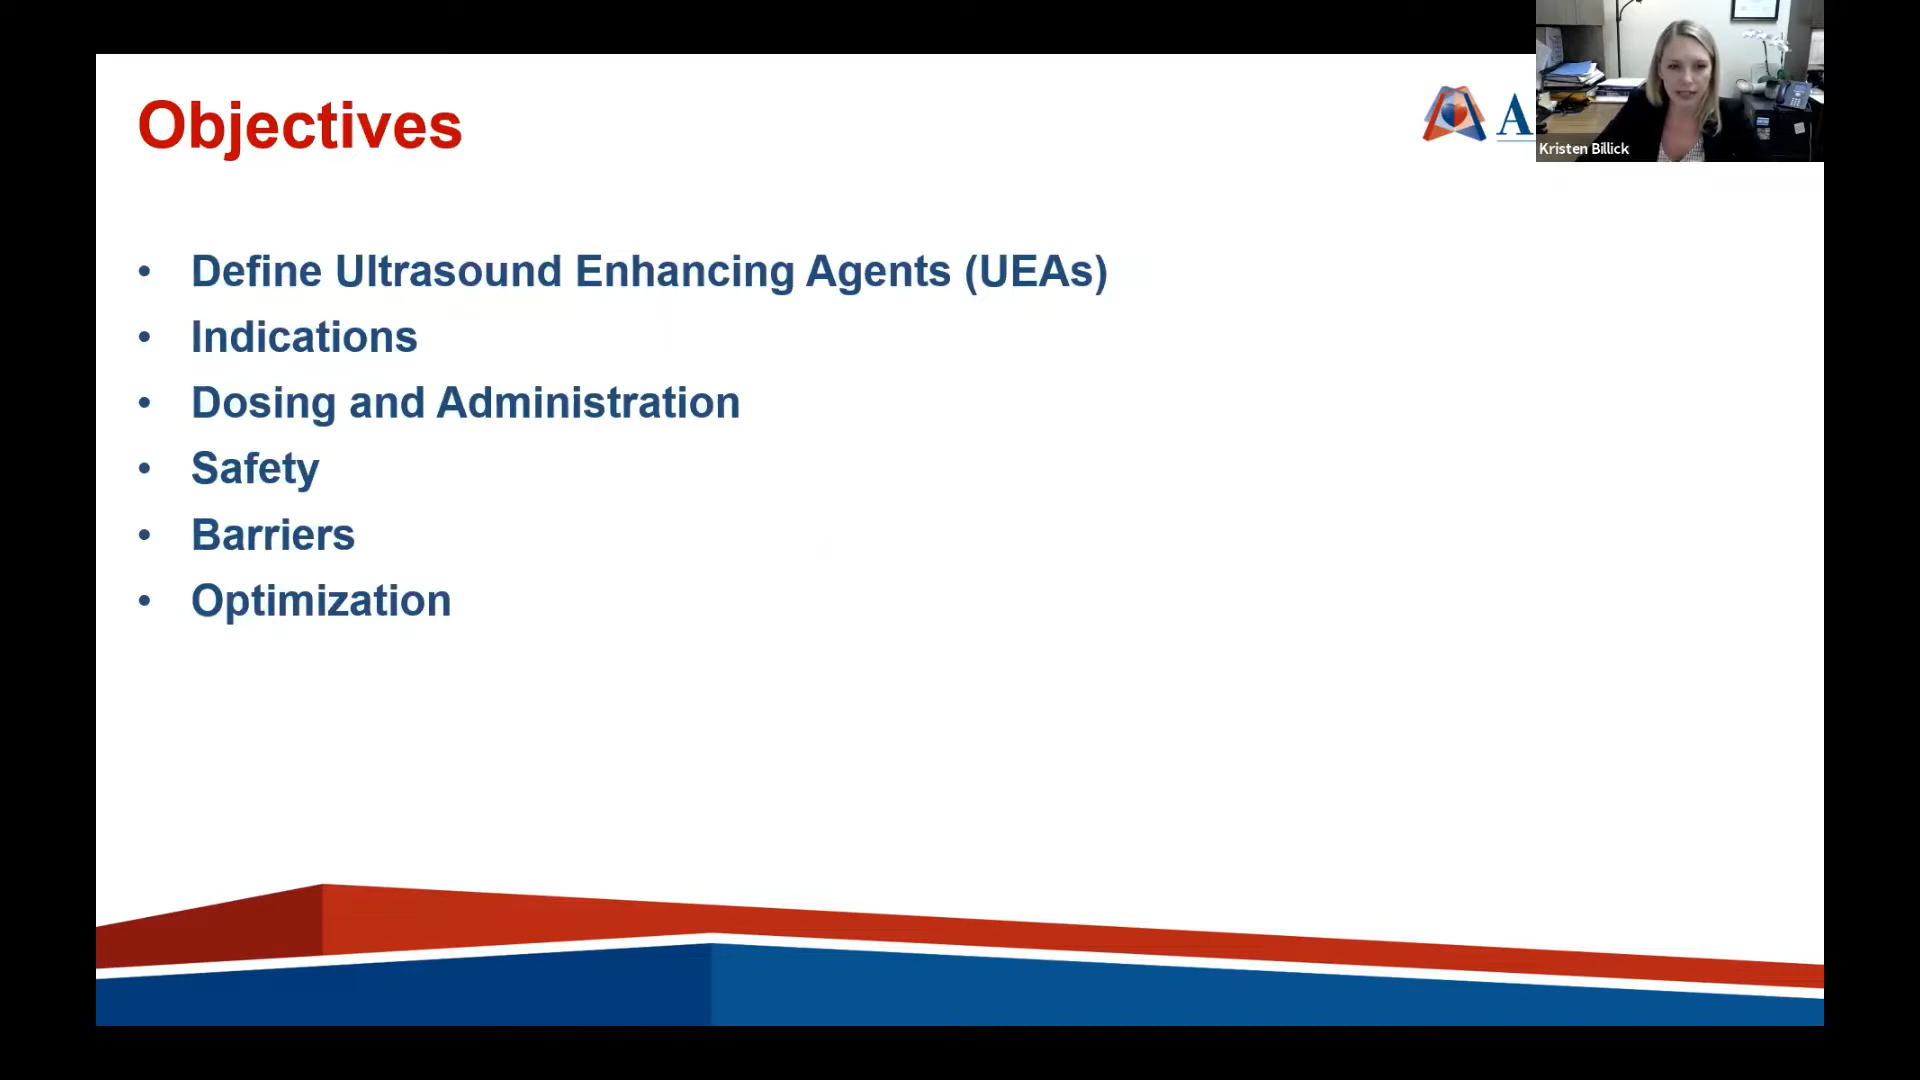 Objectives
A
Kristen Billick
• Define Ultrasound Enhancing Agents (UEAs)
• Indications
• Dosing and Administration
• Safety
• Barriers
• Optimization